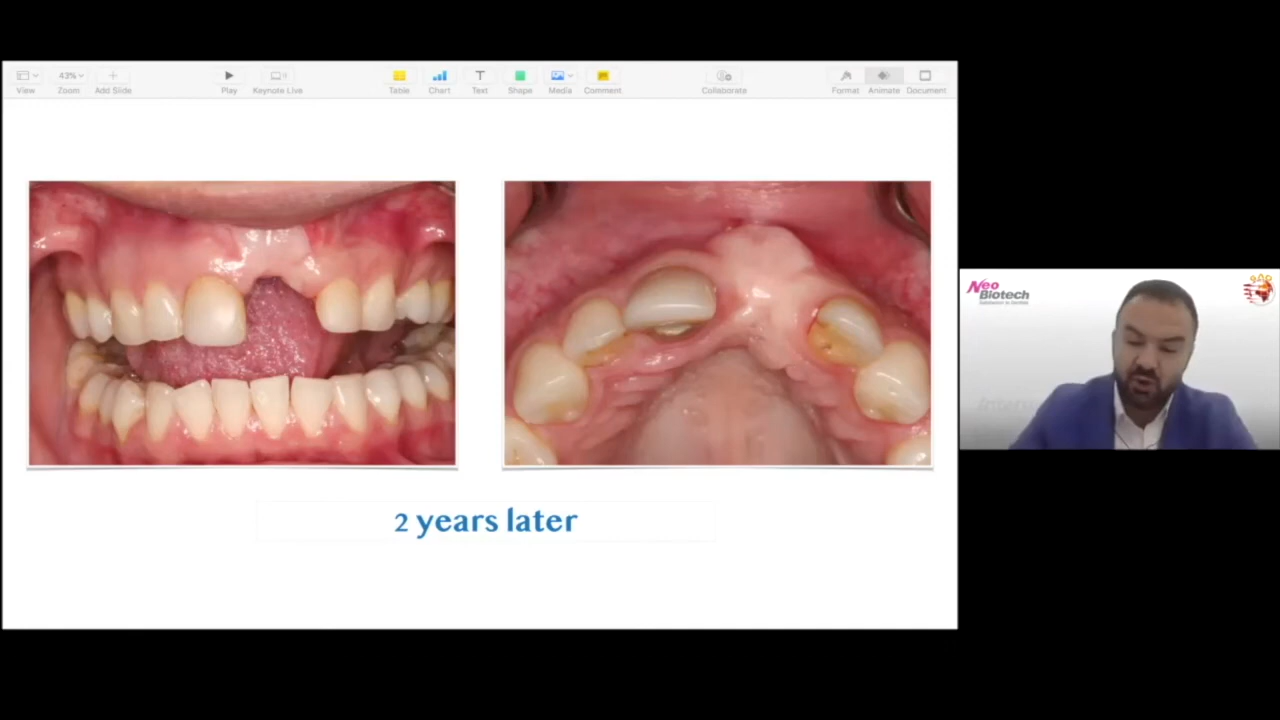 43%
View
Zoom
Add Slide
Play
Keynote Live
Table
Chart
Text
Shape
Media
Comment
Collaborate
Format
Animate
Document
2 years later
Neo
Biotech